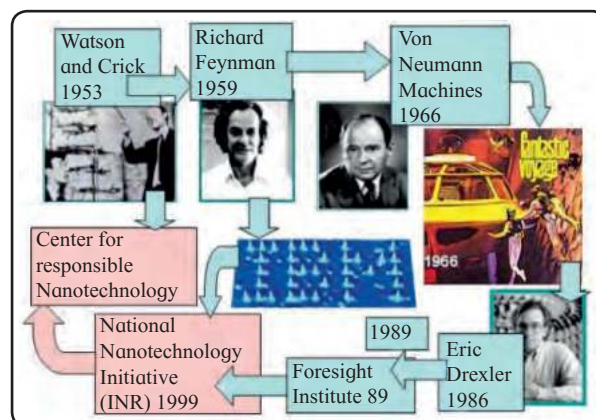 Watson
and Crick
1953
Richard
Feynman
1959
Von
Neumann
Machines
1966
fantastic
voyage
1966
Center for
responsible
Nanotechnology
National
Nanotechnology
Initiative
(INR) 1999
1989
Foresight
Institute 89
Eric
Drexler
1986